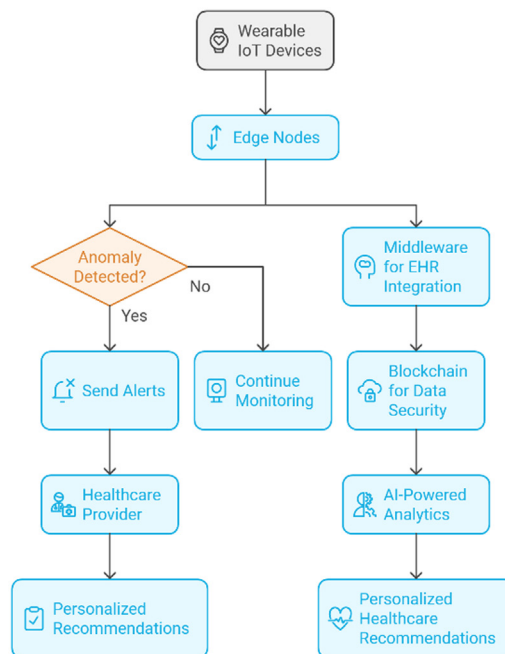 Wearable
IoT Devices
Edge Nodes
Anomaly
Detected?
No
Yes
Middleware
for EHR
Integration
Send Alerts
Continue
Monitoring
Blockchain
for Data
Security
Healthcare
Provider
AI-Powered
Analytics
Personalized
Recommendations
Personalized
Healthcare
Recommendations